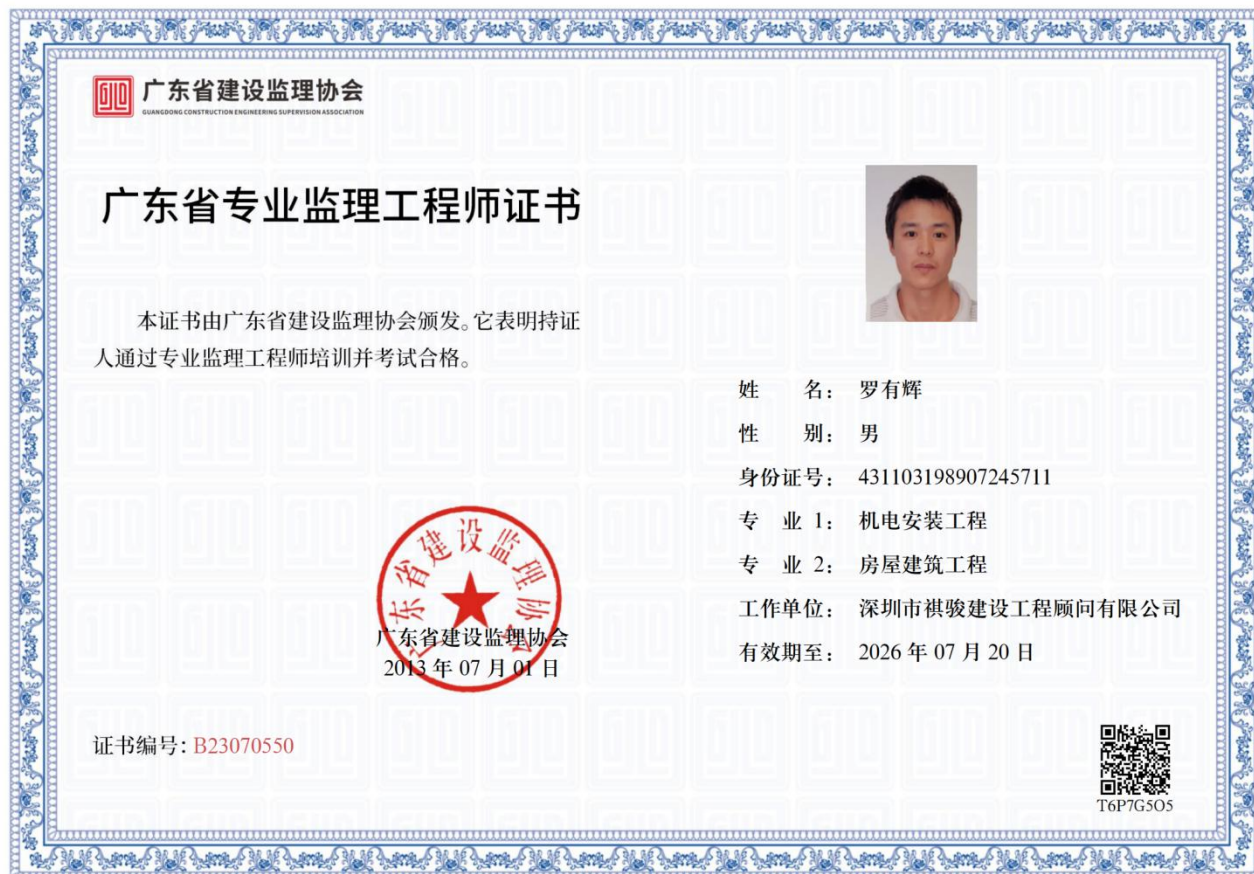 广东省建设监理协会
GUANGDONG CONSTRUCTION ENGINEERING SUPERVISION ASSOCIATION
广东省专业监理工程师证书
本证书由广东省建设监理协会颁发。它表明持证
人通过专业监理工程师培训并考试合格。
姓 名： 罗有辉
性 别： 男
身份证号： 431103198907245711
专 业 1： 机电安装工程
专 业 2： 房屋建筑工程
工作单位： 深圳市祺骏建设工程顾问有限公司
有效期至： 2026 年 07 月 20 日
广东省建设监理协会
广东省建设监理协会
2013 年 07 月 01 日
证书编号：B23070550
T6P7G5O5